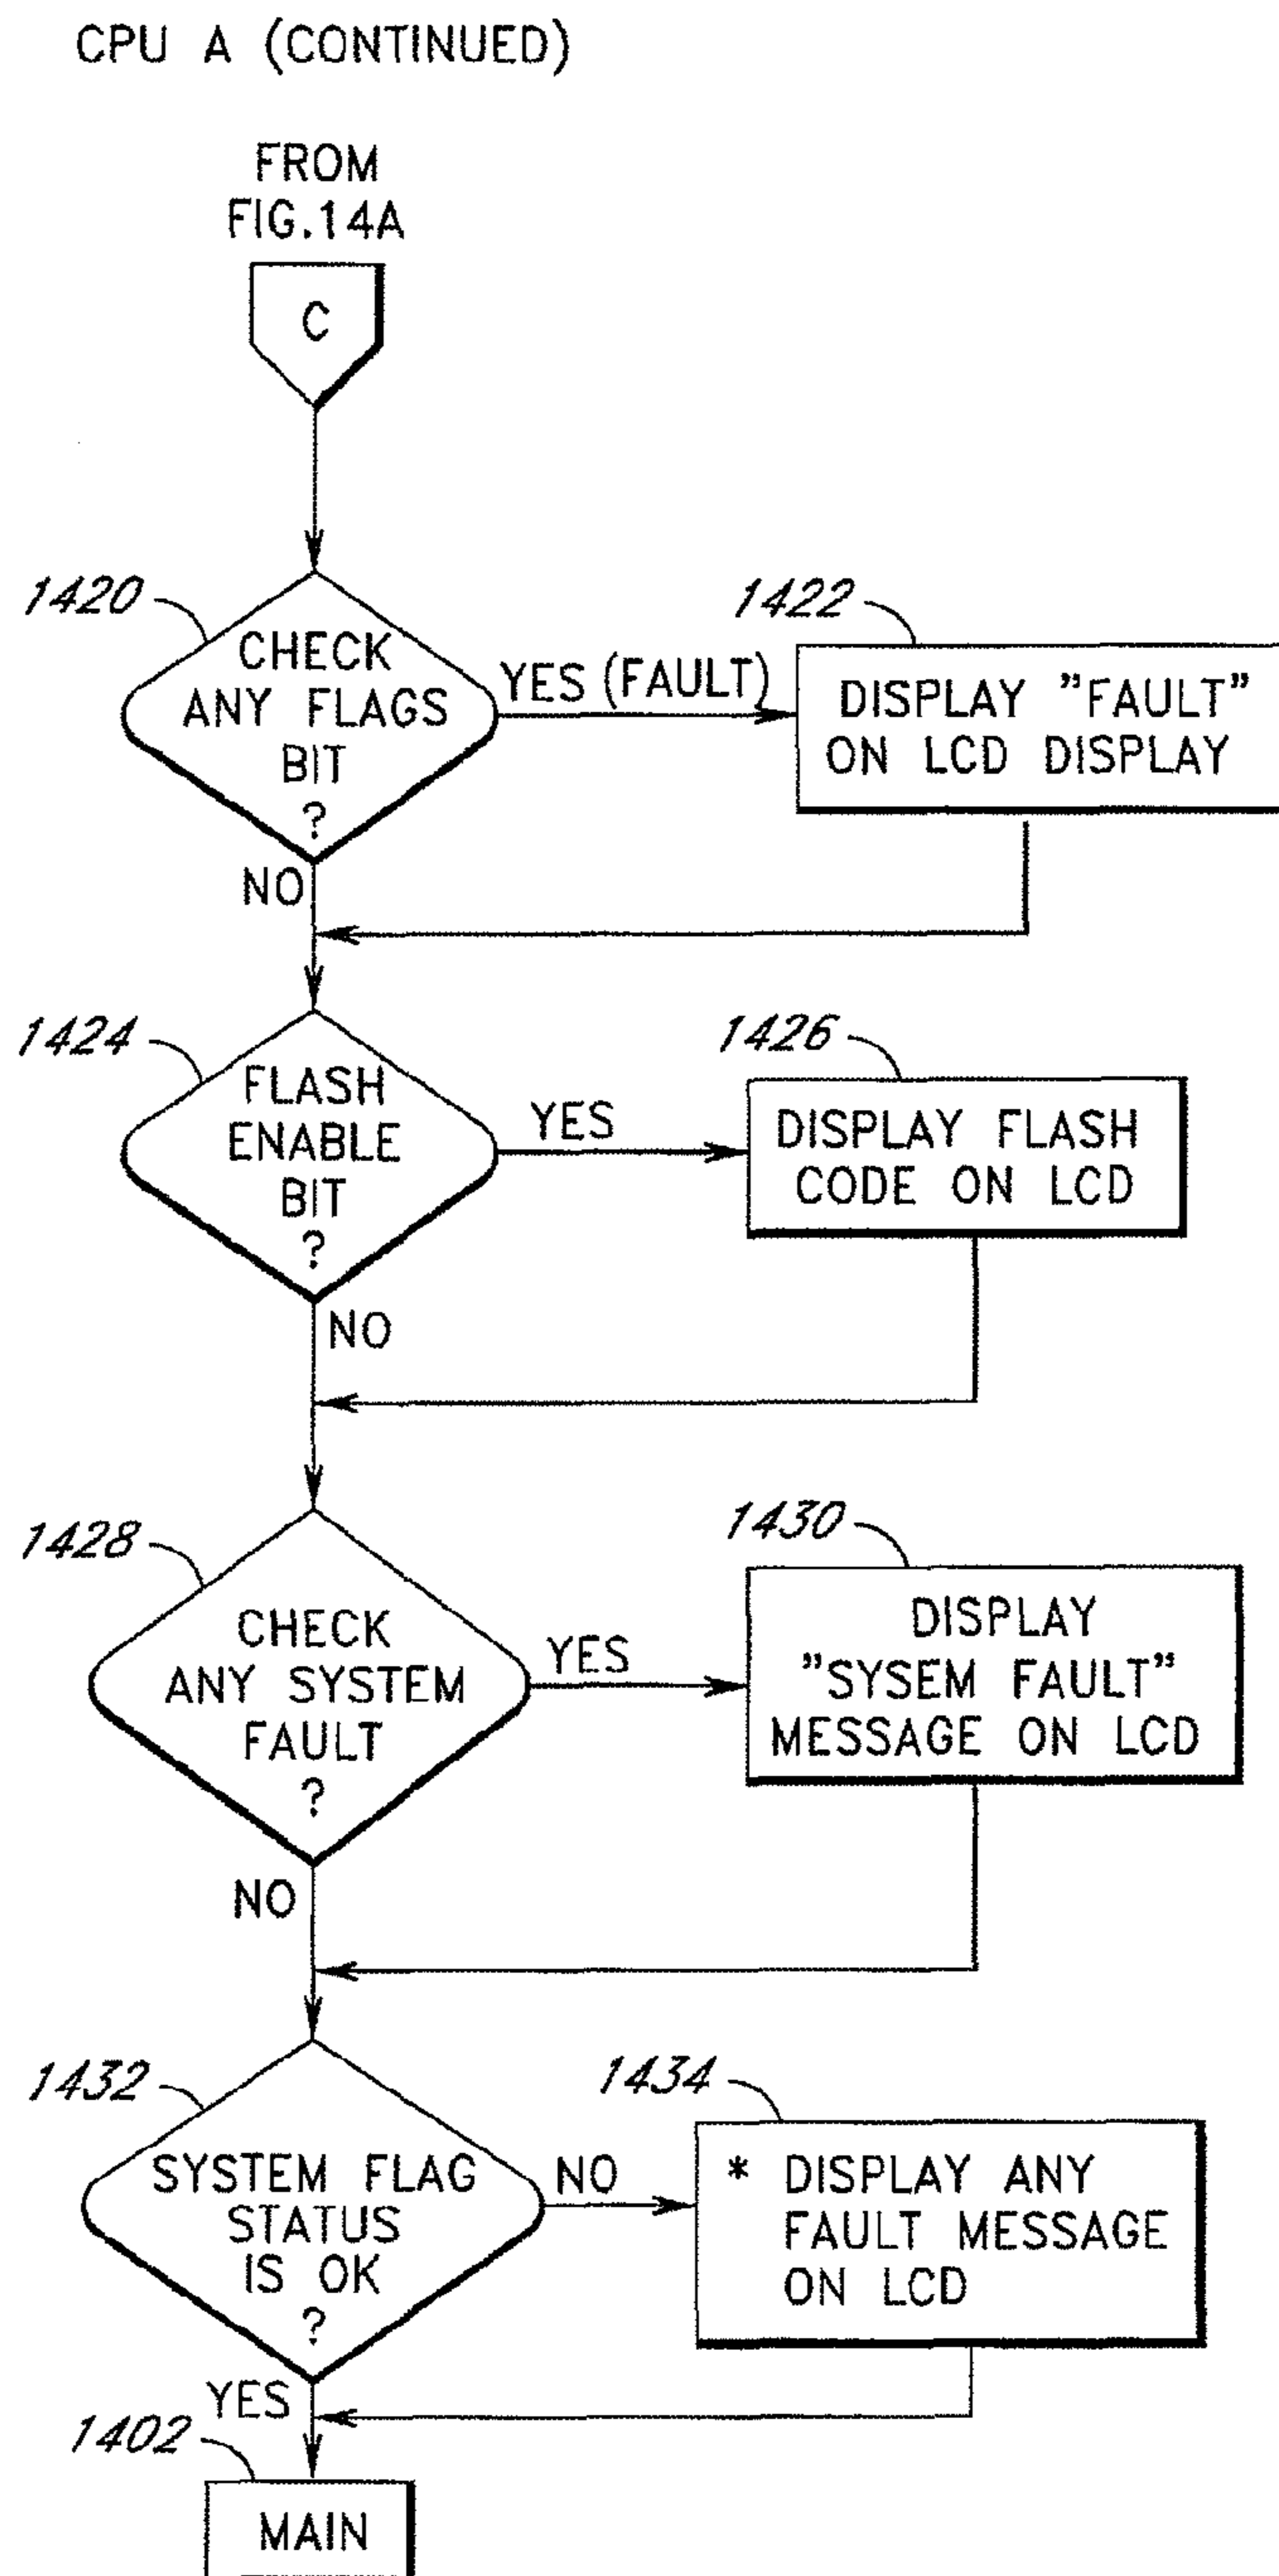 CPU A (CONTINUED)
FROM
FIG.14A
C
1420
CHECK
ANY FLAGS
BIT
?
YES (FAULT)
1422
DISPLAY "FAULT"
ON LCD DISPLAY
NO
1424
FLASH
ENABLE
BIT
?
YES
1426
DISPLAY FLASH
CODE ON LCD
NO
1428
CHECK
ANY SYSTEM
FAULT
?
YES
1430
DISPLAY
"SYSEM FAULT"
MESSAGE ON LCD
NO
1432
SYSTEM FLAG
STATUS
IS OK
?
NO
1434
* DISPLAY ANY
FAULT MESSAGE
ON LCD
YES
1402
MAIN